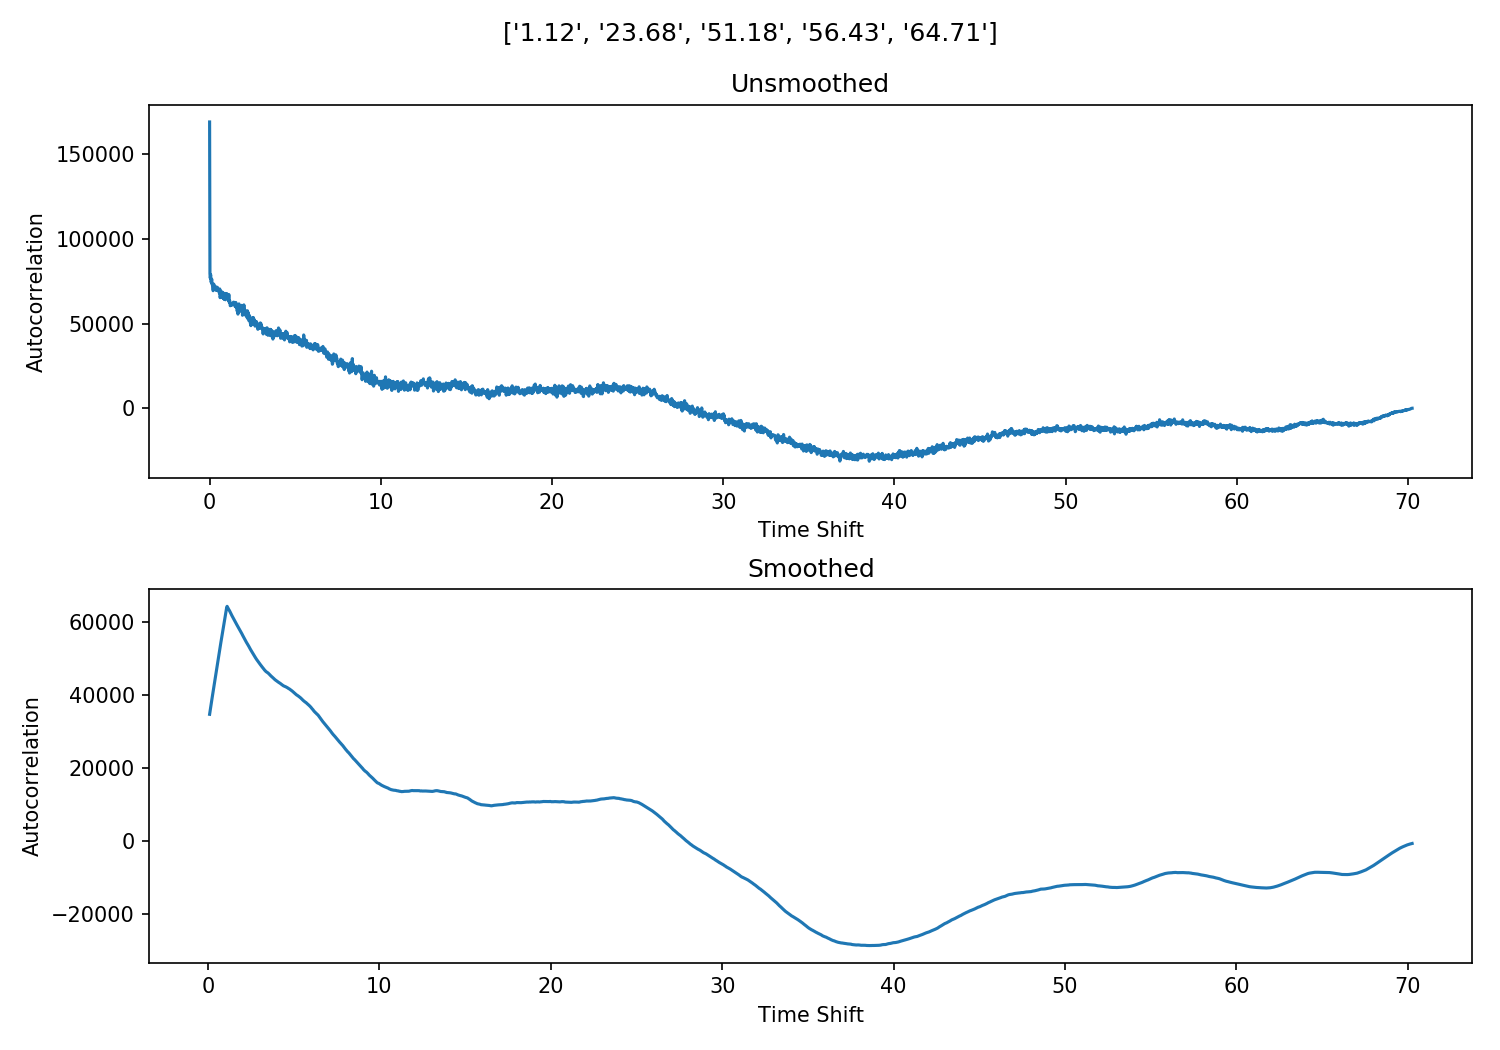 ['1.12', '23.68', '51.18', '56.43', '64.71']
Unsmoothed
Autocorrelation
150000
100000
50000
0
0 10 20 30 40 50 60 70
Time Shift
Smoothed
Autocorrelation
60000
40000
20000
0
−20000
0 10 20 30 40 50 60 70
Time Shift